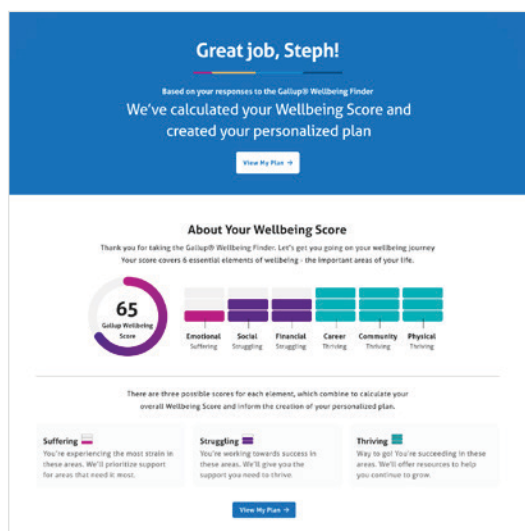 Great job, Steph!
Based on your responses to the Gallup® Wellbeing Finder
We've calculated your Wellbeing Score and
created your personalized plan
View My Plan →
About Your Wellbeing Score
Thank you for taking the Gallup® Wellbeing Finder. Let's get you going on your wellbeing journey
Your score covers 6 essential elements of wellbeing - the important areas of your life.
65
Gallup Wellbeing
Score
Emotional Social Financial Career Community Physical
Suffering Struggling Struggling Thriving Thriving Thriving
There are three possible scores for each element, which combine to calculate your
overall Wellbeing Score and inform the creation of your personalized plan.
Suffering
You're experiencing the most strain in
these areas. We'll prioritize support
for areas that need it most.
Struggling
You're working towards success in
these areas. We'll give you the
support you need to thrive.
Thriving
Way to go! You're succeeding in these
areas. We'll offer resources to help
you continue to grow.
View My Plan →